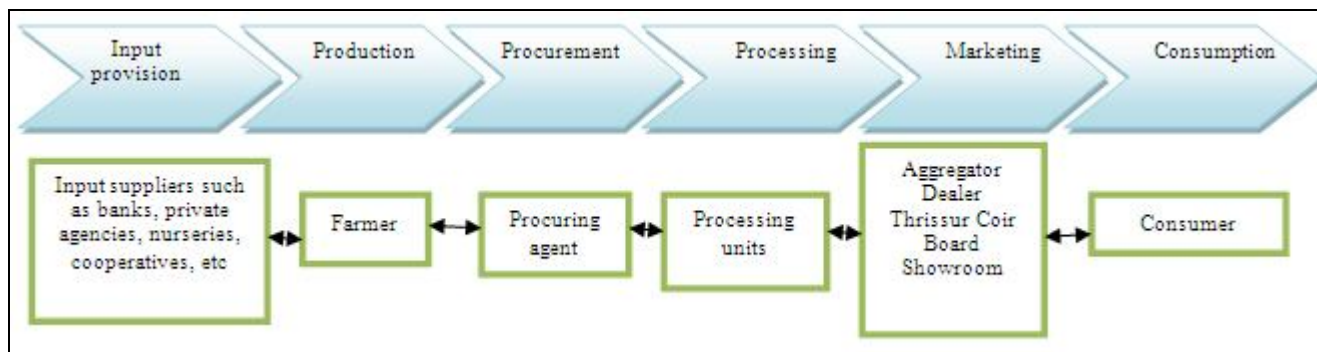 Input
provision
Production
Procurement
Processing
Marketing
Consumption
Input suppliers such
as banks, private
agencies, nurseries,
cooperatives, etc
Farmer
Procuring
agent
Processing
units
Aggregator
Dealer
Thrissur Coir
Board
Showroom
Consumer